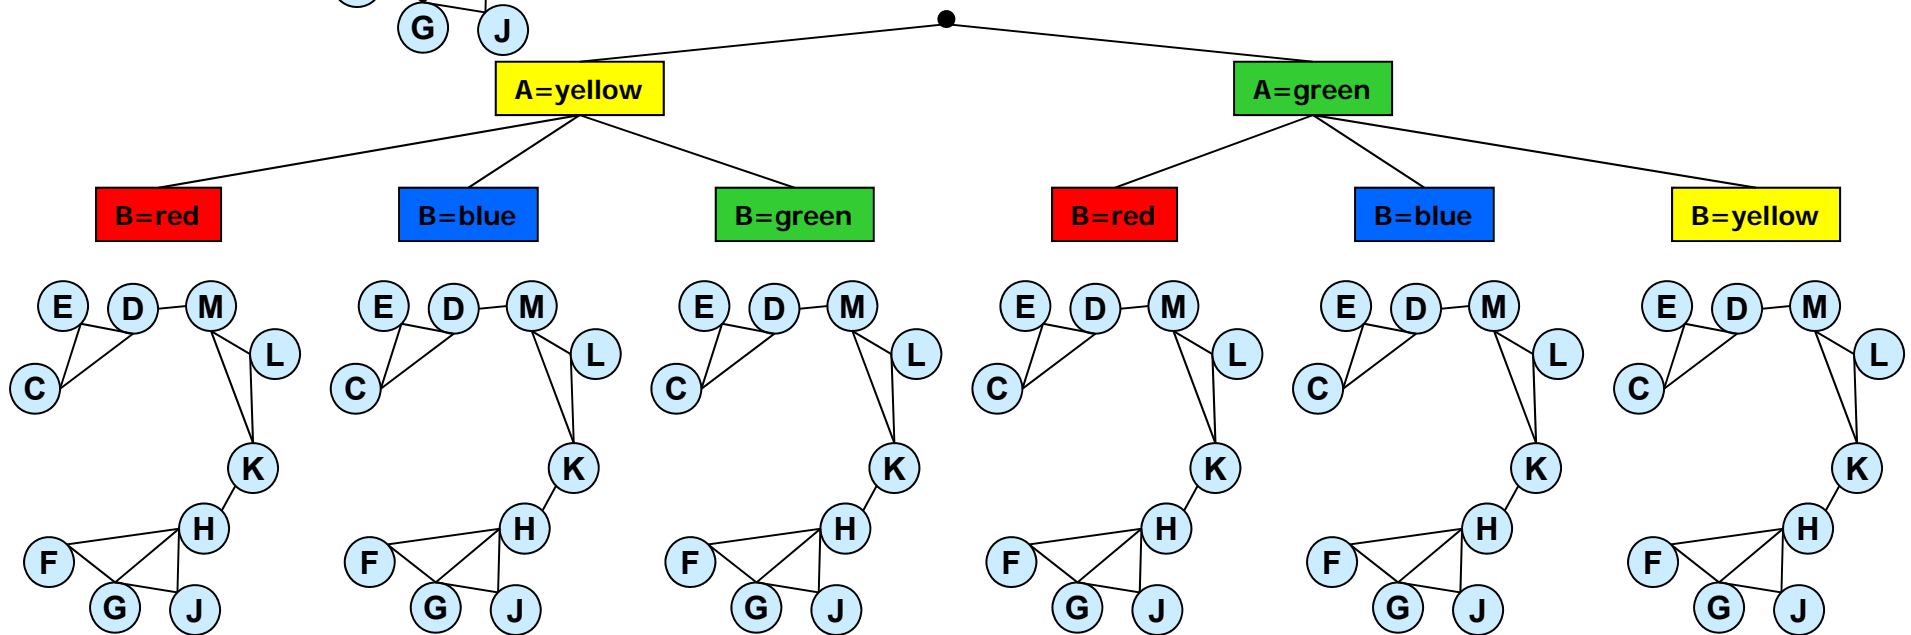 G J
A=yellow A=green
B=red B=blue B=green B=red B=blue B=yellow
E D M E D M E D M E D M E D M E D M
L L L L L L
C C C C C C
K K K K K K
H H H H H H
F F F F F F
G J G J G J G J G J G J